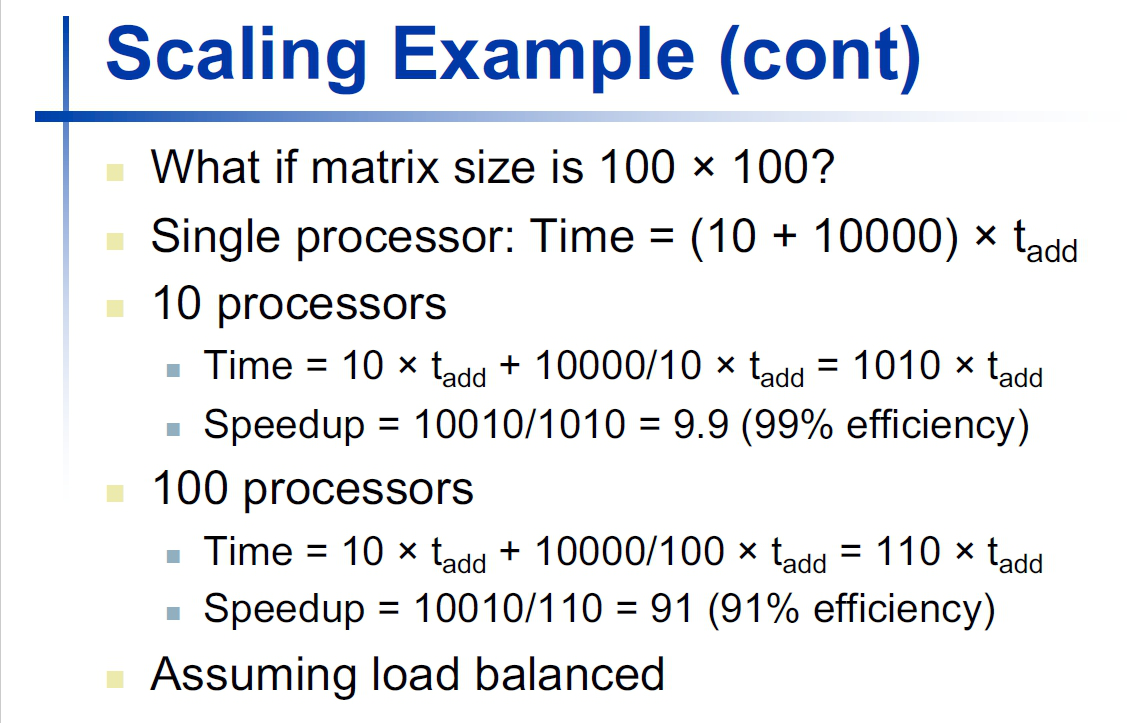 Scaling Example (cont)
What if matrix size is 100 × 100?
Single processor: Time = (10 + 10000) × tadd
10 processors
Time = 10 × tadd + 10000/10 × tadd = 1010 × tadd
Speedup = 10010/1010 = 9.9 (99% efficiency)
100 processors
Time = 10 × tadd + 10000/100 × tadd = 110 × tadd
Speedup = 10010/110 = 91 (91% efficiency)
Assuming load balanced